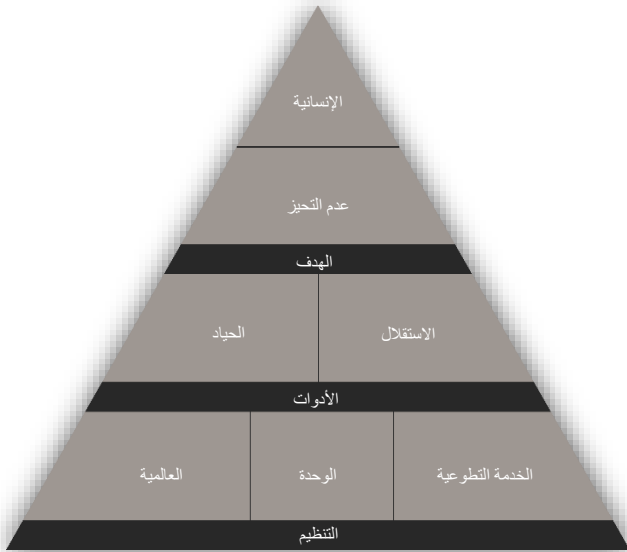 الإنسانية
عدم التحيز
الهدف
الاستقلال
الحياد
الأدوات
الخدمة التطوعية
الوحدة
العالمية
التنظيم